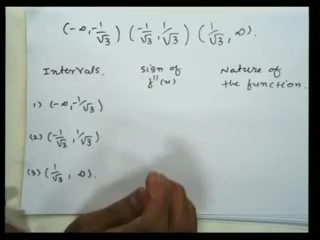 (-∞, -1/√3) (-1/√3, 1/√3) (1/√3, ∞).
Intervals. Sign of f"(x) Nature of the function.
1) (-∞, -1/√3)
(2) (-1/√3, 1/√3)
(3) (1/√3, ∞).